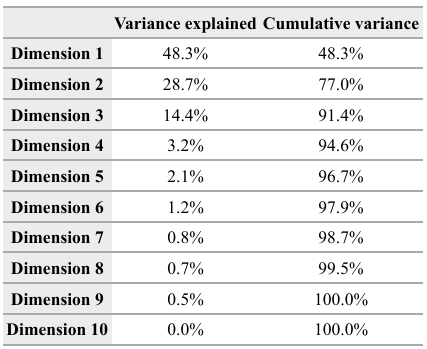 Variance explained Cumulative variance
Dimension 1 48.3% 48.3%
Dimension 2 28.7% 77.0%
Dimension 3 14.4% 91.4%
Dimension 4 3.2% 94.6%
Dimension 5 2.1% 96.7%
Dimension 6 1.2% 97.9%
Dimension 7 0.8% 98.7%
Dimension 8 0.7% 99.5%
Dimension 9 0.5% 100.0%
Dimension 10 0.0% 100.0%